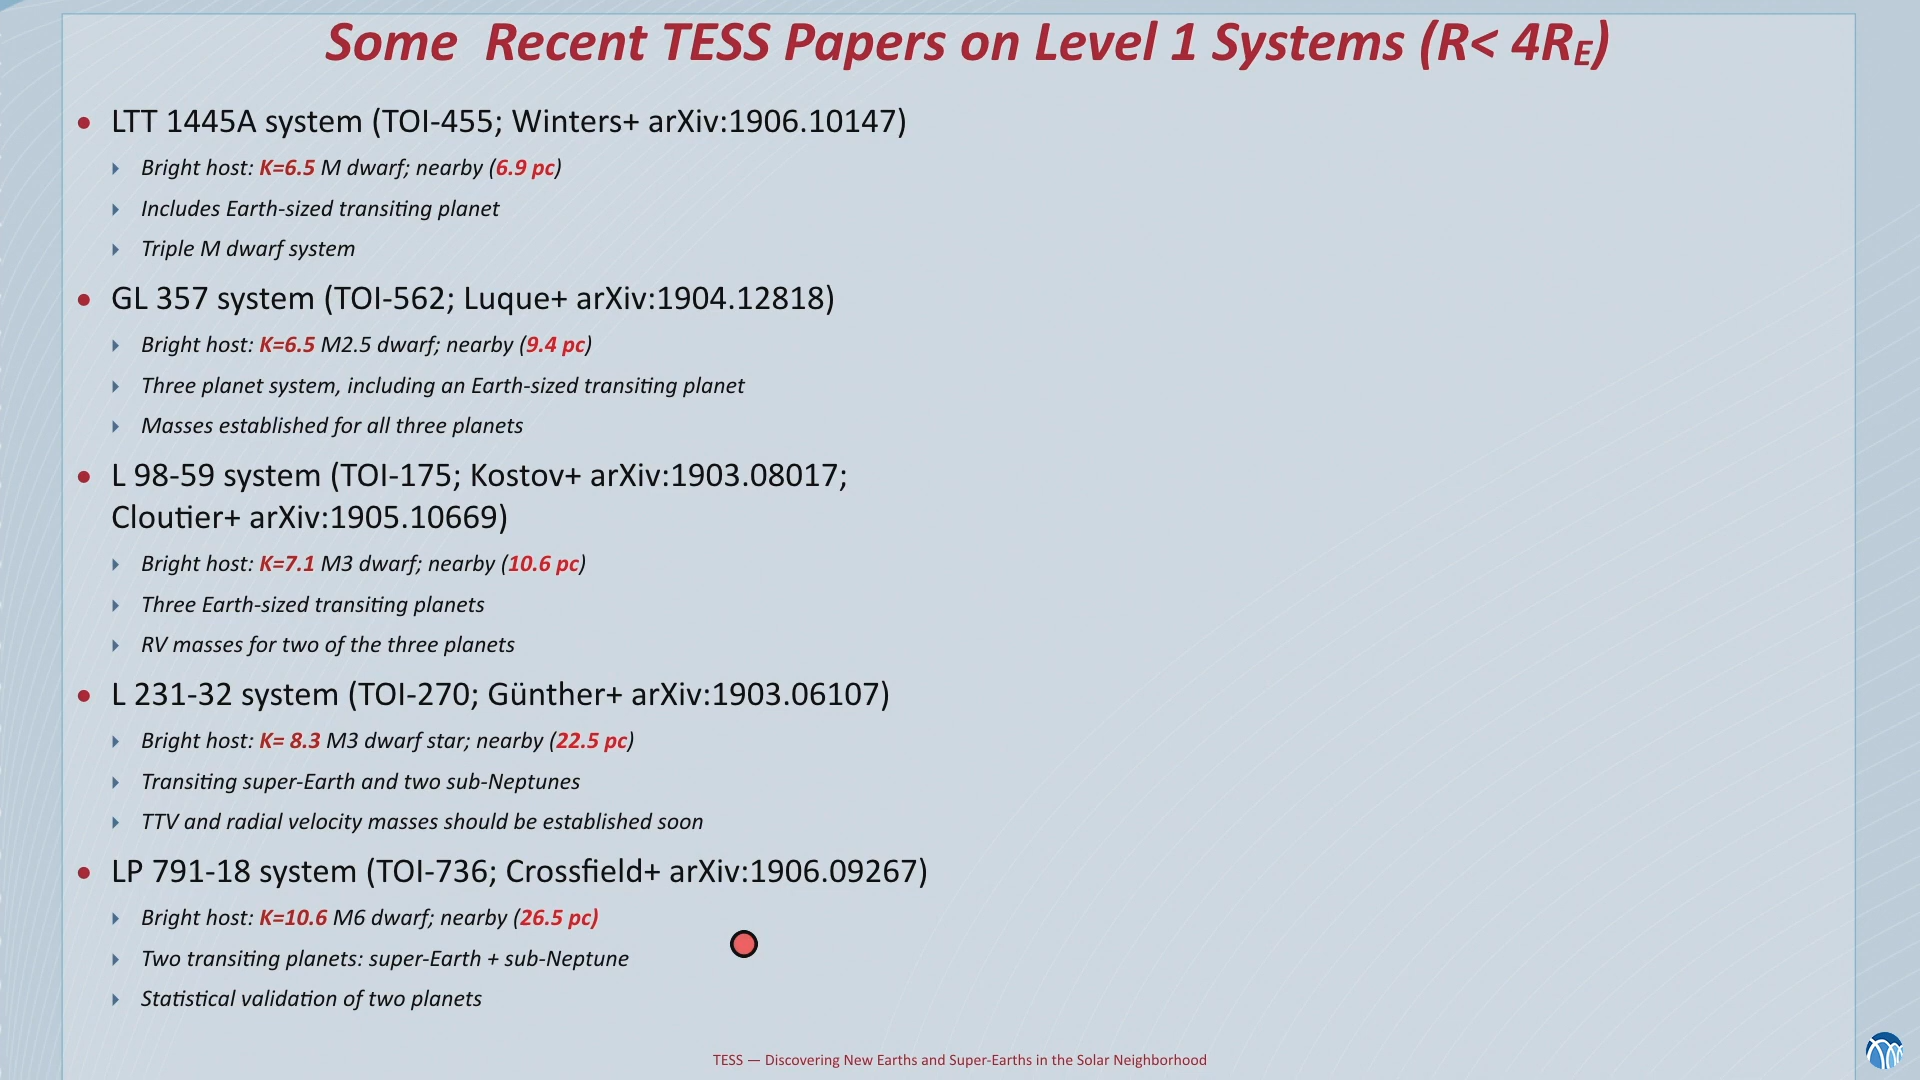 Some Recent TESS Papers on Level 1 Systems (R< 4RE)
• LTT 1445A system (TOI-455; Winters+ arXiv:1906.10147)
Bright host: K=6.5 M dwarf; nearby (6.9 pc)
Includes Earth-sized transiting planet
Triple M dwarf system
• GL 357 system (TOI-562; Luque+ arXiv:1904.12818)
Bright host: K=6.5 M2.5 dwarf; nearby (9.4 pc)
Three planet system, including an Earth-sized transiting planet
Masses established for all three planets
• L 98-59 system (TOI-175; Kostov+ arXiv:1903.08017;
Cloutier+ arXiv:1905.10669)
Bright host: K=7.1 M3 dwarf; nearby (10.6 pc)
Three Earth-sized transiting planets
RV masses for two of the three planets
• L 231-32 system (TOI-270; Günther+ arXiv:1903.06107)
Bright host: K= 8.3 M3 dwarf star; nearby (22.5 pc)
Transiting super-Earth and two sub-Neptunes
TTV and radial velocity masses should be established soon
• LP 791-18 system (TOI-736; Crossfield+ arXiv:1906.09267)
Bright host: K=10.6 M6 dwarf; nearby (26.5 pc)
Two transiting planets: super-Earth + sub-Neptune
Statistical validation of two planets
TESS — Discovering New Earths and Super-Earths in the Solar Neighborhood